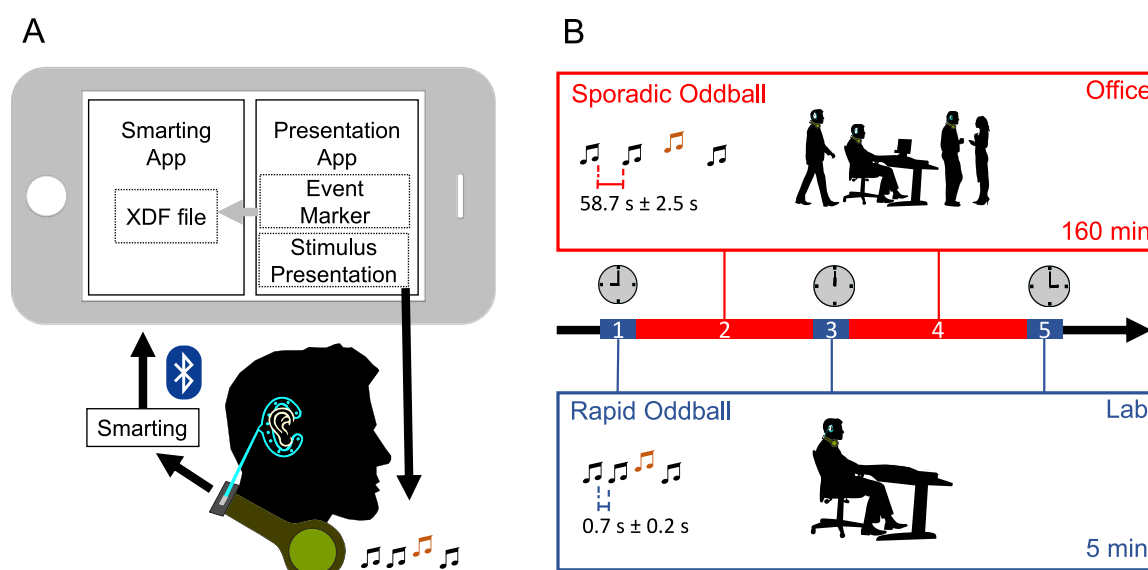 A
Smarting
App
XDF file
Presentation
App
Event
Marker
Stimulus
Presentation
Smarting
B
Sporadic Oddball
Office
58.7 s ± 2.5 s
160 min
1
2
3
4
5
Rapid Oddball
Lab
0.7 s ± 0.2 s
5 min